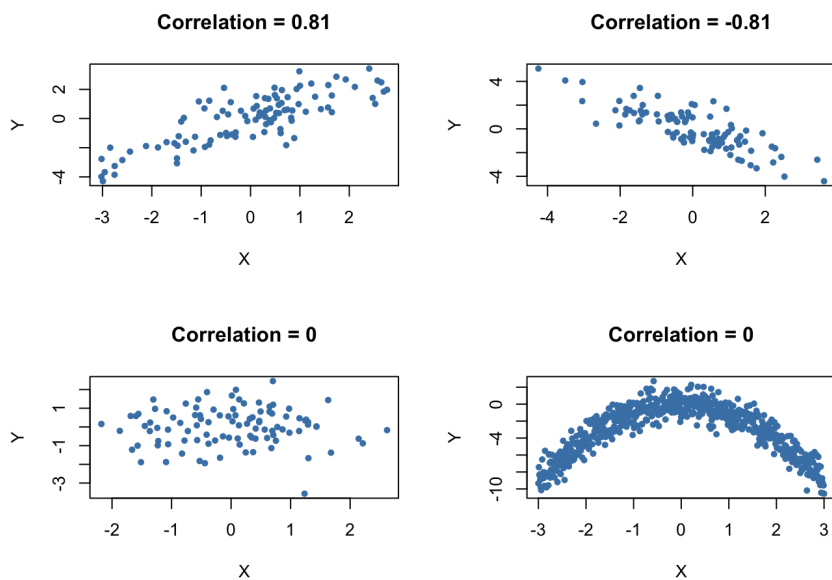 Correlation = 0.81
Y
2
0
-4
-3 -2 -1 0 1 2
X
Correlation = -0.81
Y
4
0
-4
-4 -2 0 2
X
Correlation = 0
Y
1
-1
-3
-2 -1 0 1 2
X
Correlation = 0
Y
0
-4
-10
-3 -2 -1 0 1 2 3
X